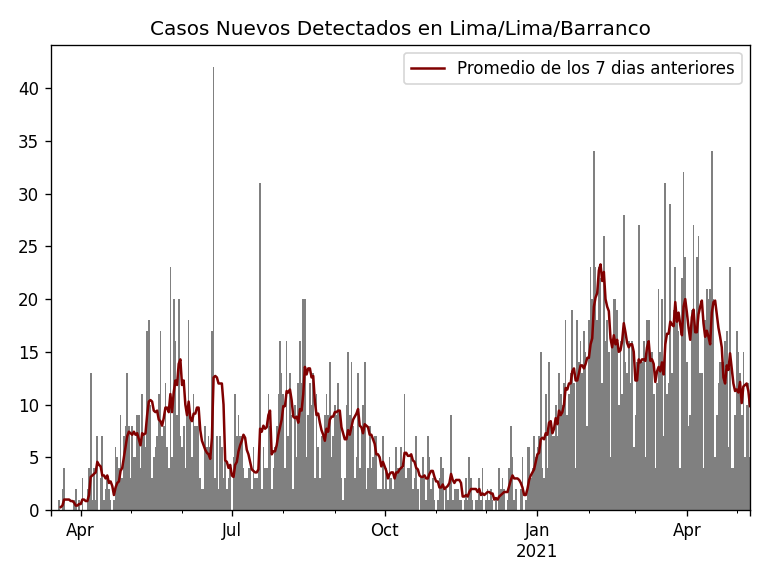 Casos Nuevos Detectados en Lima/Lima/Barranco
Promedio de los 7 dias anteriores
40
35
30
25
20
15
10
5
0
Apr
Jul
Oct
Jan
2021
Apr